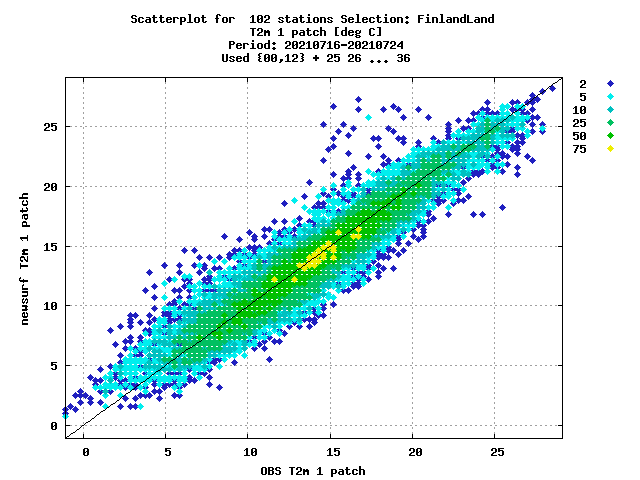 Scatterplot for 102 stations Selection: FinlandLand
T2m 1 patch [deg C]
Period: 20210716-20210724
Used {00,12} + 25 26 ... 36
2
5
10
25
50
75
25
20
15
10
5
0
newsurf T2m 1 patch
0 5 10 15 20 25
OBS T2m 1 patch